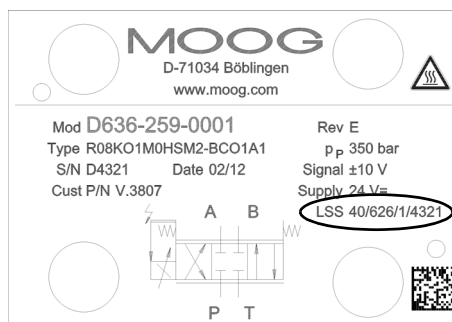 MOOG
D-71034 Böblingen
www.moog.com
Mod D636-259-0001 Rev E
Type R08KO1M0HSM2-BCO1A1 pP 350 bar
S/N D4321 Date 02/12 Signal ±10 V
Cust P/N V.3807 Supply 24 V=
LSS 40/626/1/4321
A B
P T